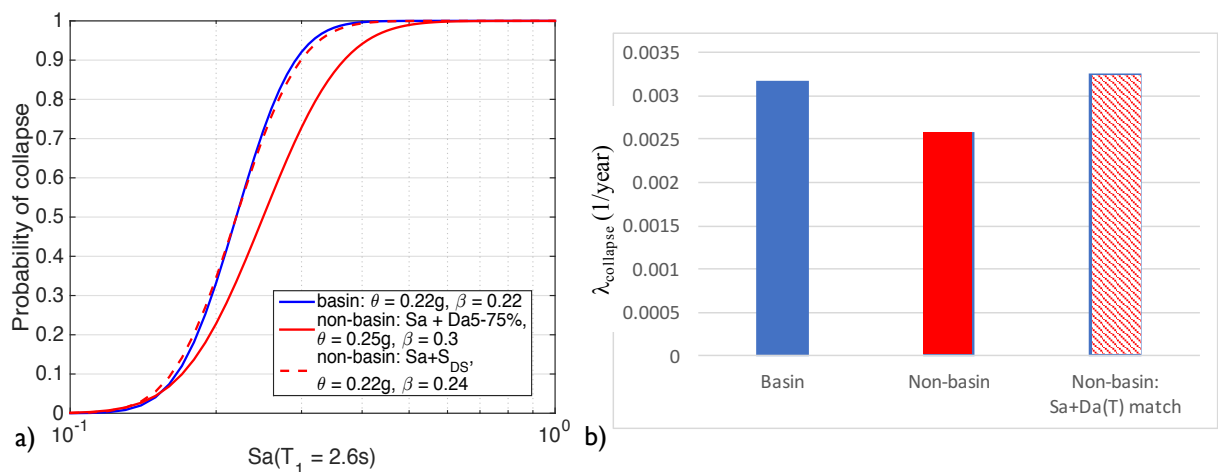 1
0.9
0.8
0.7
0.6
0.5
0.4
0.3
0.2
0.1
0
Probability of collapse
basin: θ = 0.22g, β = 0.22
non-basin: Sa + Da5-75%,
θ = 0.25g, β = 0.3
non-basin: Sa+S_DS,
θ = 0.22g, β = 0.24
10^-1
10^0
Sa(T_1 = 2.6s)
a)
0.0035
0.003
0.0025
0.002
0.0015
0.001
0.0005
0
λcollapse (1/year)
Basin
Non-basin
Non-basin:
Sa+Da(T) match
b)